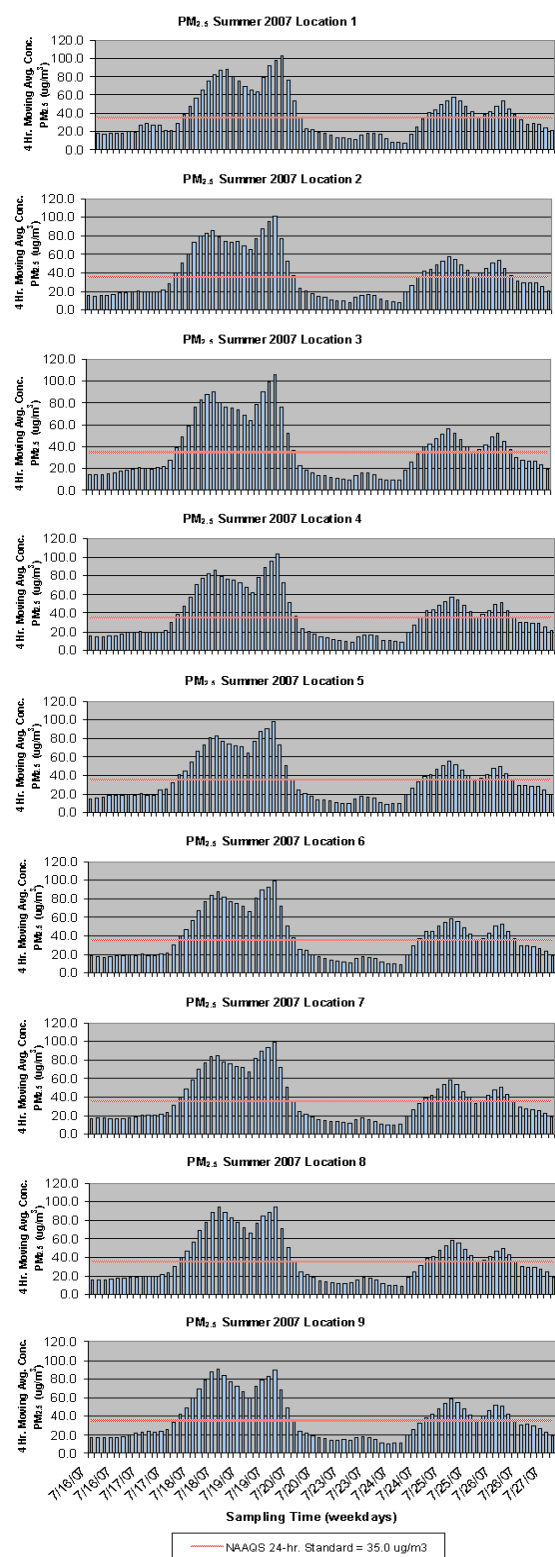 PM2.5 Summer 2007 Location 1
4 Hr. Moving Avg. Conc.
PM2.5 (ug/m3)
120.0
100.0
80.0
60.0
40.0
20.0
0.0
PM2.5 Summer 2007 Location 2
4 Hr. Moving Avg. Conc.
PM2.5 (ug/m3)
120.0
100.0
80.0
60.0
40.0
20.0
0.0
PM2.5 Summer 2007 Location 3
4 Hr. Moving Avg. Conc.
PM2.5 (ug/m3)
120.0
100.0
80.0
60.0
40.0
20.0
0.0
PM2.5 Summer 2007 Location 4
4 Hr. Moving Avg. Conc.
PM2.5 (ug/m3)
120.0
100.0
80.0
60.0
40.0
20.0
0.0
PM2.5 Summer 2007 Location 5
4 Hr. Moving Avg. Conc.
PM2.5 (ug/m3)
120.0
100.0
80.0
60.0
40.0
20.0
0.0
PM2.5 Summer 2007 Location 6
4 Hr. Moving Avg. Conc.
PM2.5 (ug/m3)
120.0
100.0
80.0
60.0
40.0
20.0
0.0
PM2.5 Summer 2007 Location 7
4 Hr. Moving Avg. Conc.
PM2.5 (ug/m3)
120.0
100.0
80.0
60.0
40.0
20.0
0.0
PM2.5 Summer 2007 Location 8
4 Hr. Moving Avg. Conc.
PM2.5 (ug/m3)
120.0
100.0
80.0
60.0
40.0
20.0
0.0
PM2.5 Summer 2007 Location 9
4 Hr. Moving Avg. Conc.
PM2.5 (ug/m3)
120.0
100.0
80.0
60.0
40.0
20.0
0.0
7/16/07
7/16/07
7/17/07
7/17/07
7/18/07
7/18/07
7/19/07
7/19/07
7/20/07
7/20/07
7/23/07
7/23/07
7/24/07
7/24/07
7/25/07
7/25/07
7/26/07
7/27/07
Sampling Time (weekdays)
NAAQS 24-hr. Standard = 35.0 ug/m3